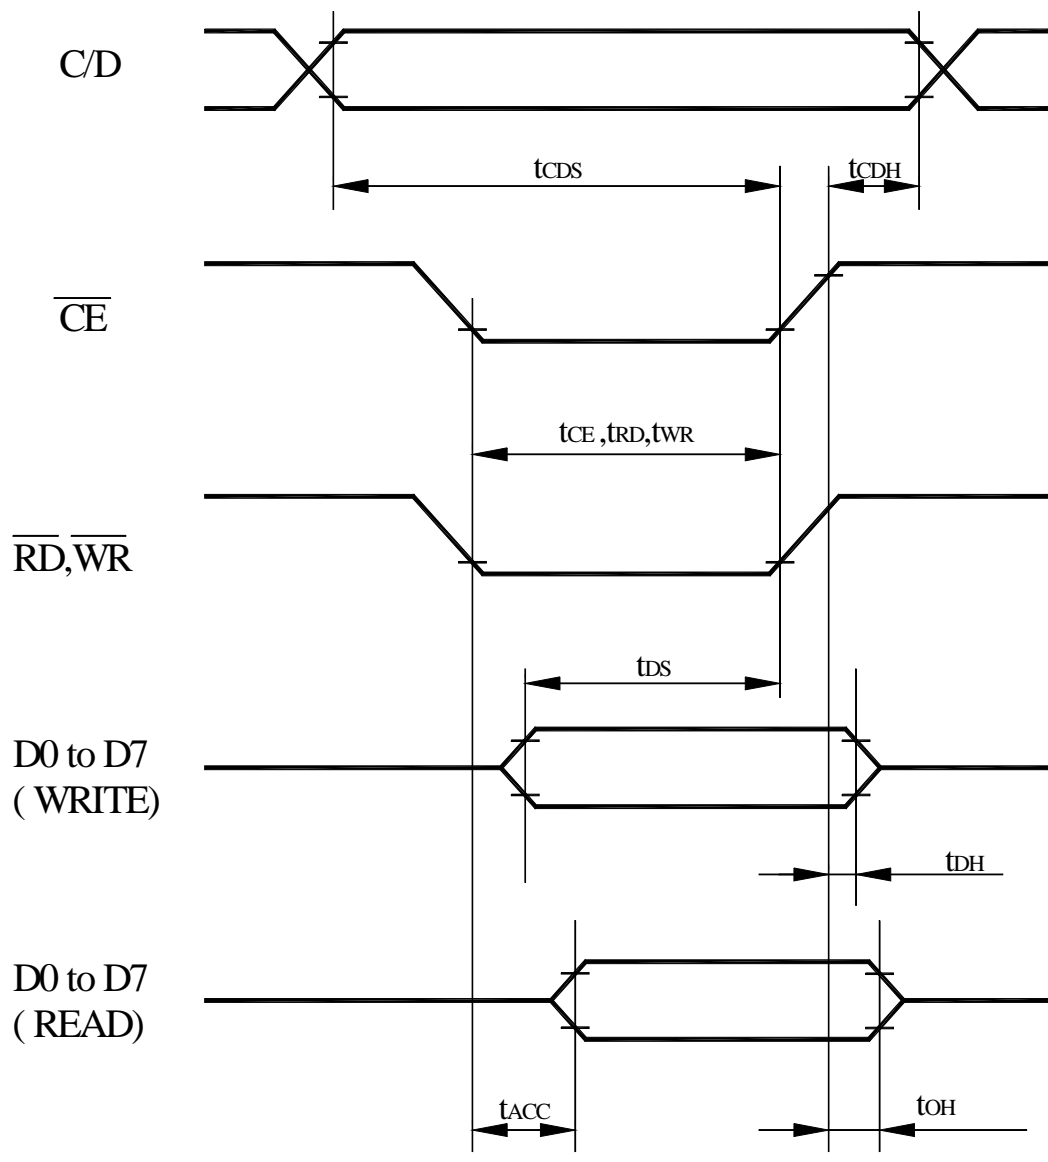 C/D
tCDS
tCDH
CE
tCE ,tRD,tWR
RD,WR
tDS
D0 to D7
( WRITE)
tDH
D0 to D7
( READ)
tACC
tOH